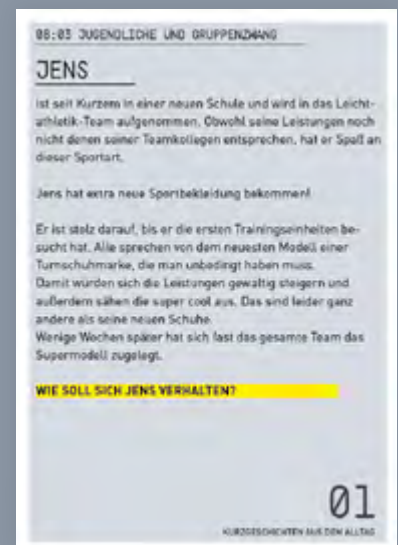 08:03 JUGENDLICHE UND GRUPPENZWANG
JENS
ist seit Kurzem in einer neuen Schule und wird in das Leicht-
athletik-Team aufgenommen. Obwohl seine Leistungen noch
nicht denen seiner Teamkollegen entsprechen, hat er Spaß an
dieser Sportart.
Jens hat extra neue Sportbekleidung bekommen!
Er ist stolz darauf, bis er die ersten Trainingseinheiten be-
sucht hat. Alle sprechen von dem neuesten Modell einer
Turnschuhmarke, die man unbedingt haben muss.
Damit würden sich die Leistungen gewaltig steigern und
außerdem sähen die super cool aus. Das sind leider ganz
andere als seine neuen Schuhe.
Wenige Wochen später hat sich fast das gesamte Team das
Supermodell zugelegt.
WIE SOLL SICH JENS VERHALTEN?
01
KURZGESCHICHTEN AUS DEM ALLTAG